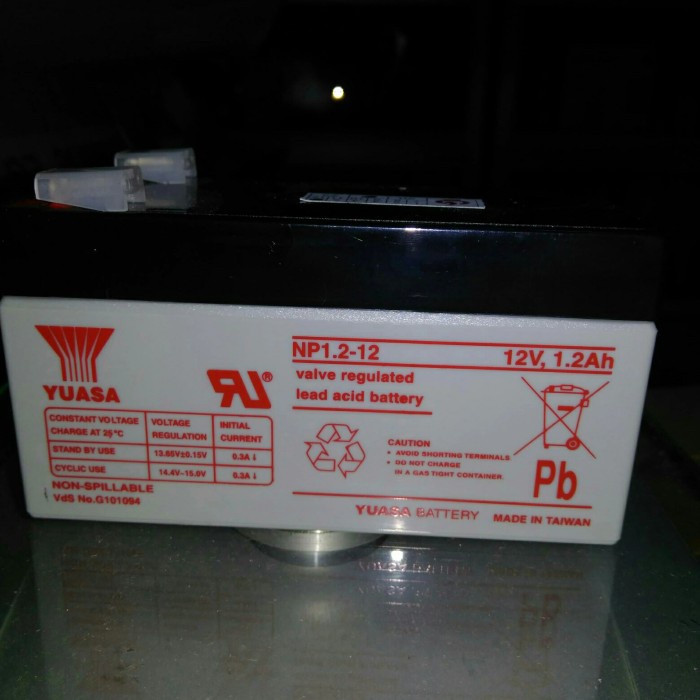 YUASA
RU®
CONSTANT VOLTAGE CHARGE AT 25°C VOLTAGE REGULATION INITIAL CURRENT
STAND BY USE 13.65V±0.15V 0.3A↓
CYCLIC USE 14.4V~15.0V 0.3A↓
NON-SPILLABLE
VdS No.G101094
NP1.2-12 12V, 1.2Ah
valve regulated
lead acid battery
CAUTION
• AVOID SHORTING TERMINALS
• DO NOT CHARGE
IN A GAS TIGHT CONTAINER
Pb
YUASA BATTERY MADE IN TAIWAN